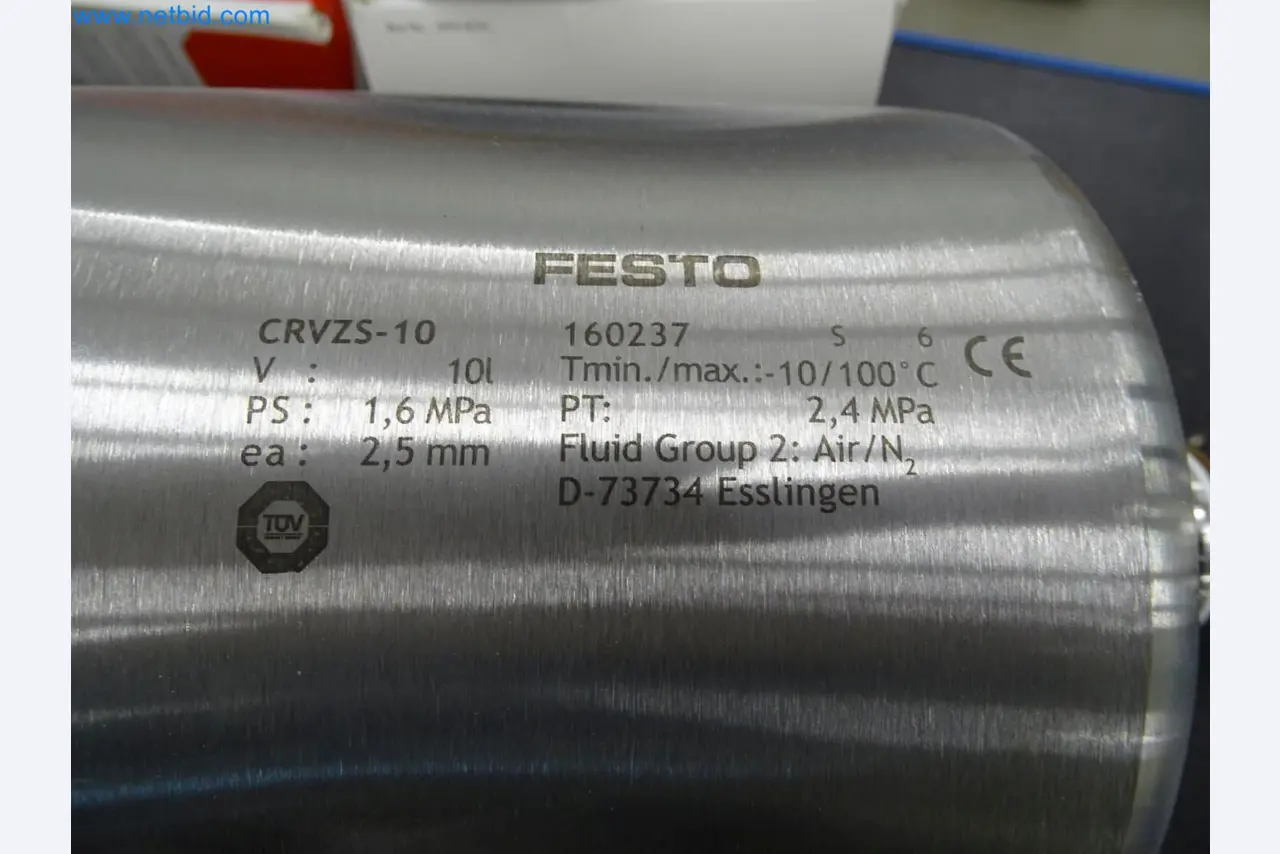 www.netbid.com
FESTO
CRVZS-10 160237 S 6 CE
V : 10l Tmin./max.:-10/100°C
PS : 1,6 MPa PT: 2,4 MPa
ea : 2,5 mm Fluid Group 2: Air/N₂
D-73734 Esslingen
TÜV